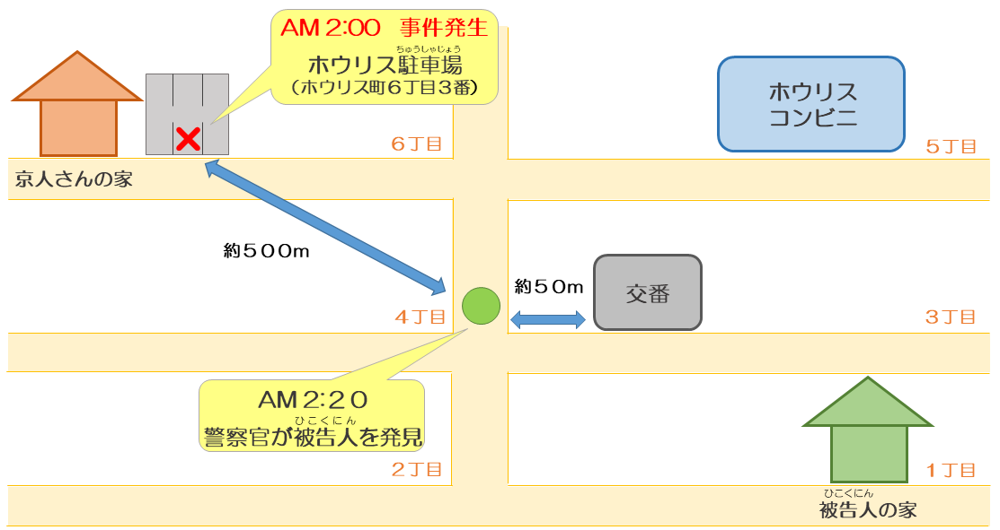 AM２:００　事件発生
ちゅうしゃじょう
ホウリス駐車場
（ホウリス町６丁目３番）
ホウリス
コンビニ
６丁目
５丁目
京人さんの家
約５００m
約５０m
交番
４丁目
３丁目
AM２:２０
ひこくにん
警察官が被告人を発見
２丁目
１丁目
ひこくにん
被告人の家